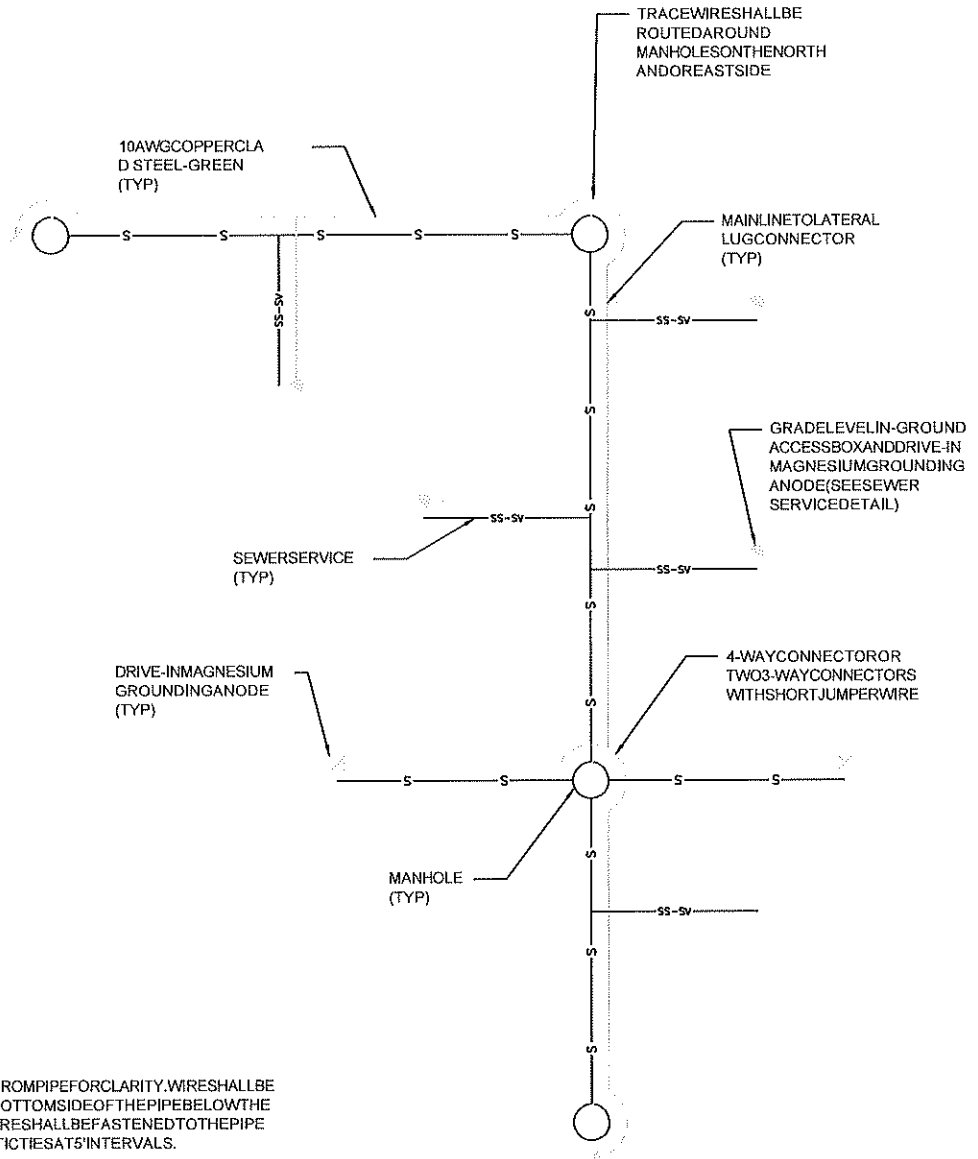 TRACEWIRESHALLBE
ROUTEDAROUND
MANHOLESONTHENORTH
ANDOREASTSIDE
10AWGCOPPERCLA
D STEEL-GREEN
(TYP)
MAINLINETOLATERAL
LUGCONNECTOR
(TYP)
S S S S S
SS-SV
S
SS-SV
S
GRADELEVELIN-GROUND
ACCESSBOXANDDRIVE-IN
MAGNESIUMGROUNDING
ANODE(SEESEWER
SERVICEDETAIL)
S
SS-SV
SEWERSERVICE
(TYP)
SS-SV
S
4-WAYCONNECTOROR
TWO3-WAYCONNECTORS
WITHSHORTJUMPERWIRE
DRIVE-INMAGNESIUM
GROUNDINGANODE
(TYP)
S
S S S S
MANHOLE
(TYP)
S
SS-SV
S
S
ROMPIPEFORCLARITY.WIRESHALLBE
OTTOMSIDEOFTHEPIPEBELOWTHE
RESHALLBEFASTENEDTOTHEPIPE
TICTIESAT5'INTERVALS.